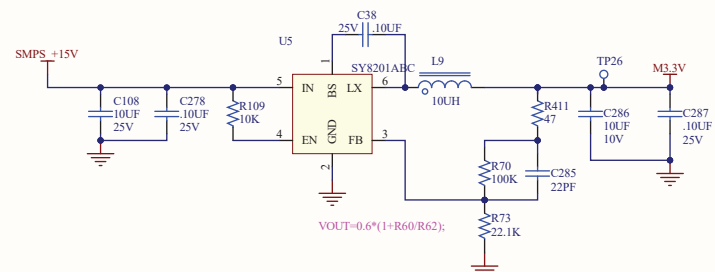 C38
25V .10UF
U5
SMPS_+15V
SY8201ABC
L9
TP26
M3.3V
1
5 IN BS LX 6
10UH
C108
10UF
25V
C278
.10UF
25V
R109
10K
R411
47
C286
10UF
10V
C287
.10UF
25V
4 EN GND FB 3
2
R70
100K
C285
22PF
VOUT=0.6*(1+R60/R62);
R73
22.1K